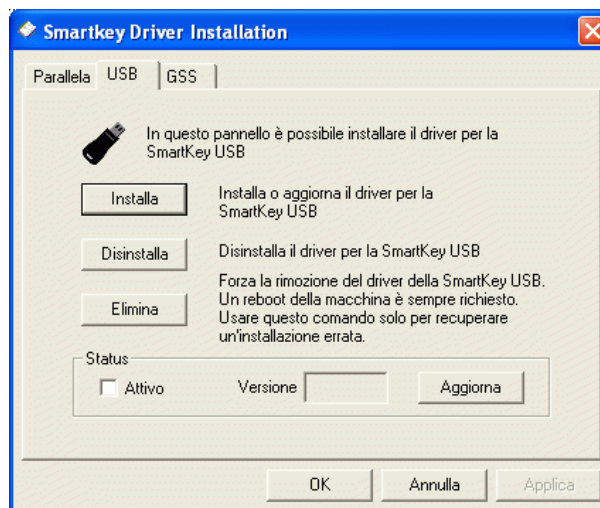 Smartkey Driver Installation
Parallela USB GSS
In questo pannello è possibile installare il driver per la
SmartKey USB
Installa
Installa o aggiorna il driver per la
SmartKey USB
Disinstalla
Disinstalla il driver per la SmartKey USB
Elimina
Forza la rimozione del driver della SmartKey USB.
Un reboot della macchina è sempre richiesto.
Usare questo comando solo per recuperare
un'installazione errata.
Status
Attivo Versione Aggiorna
OK Annulla Applica